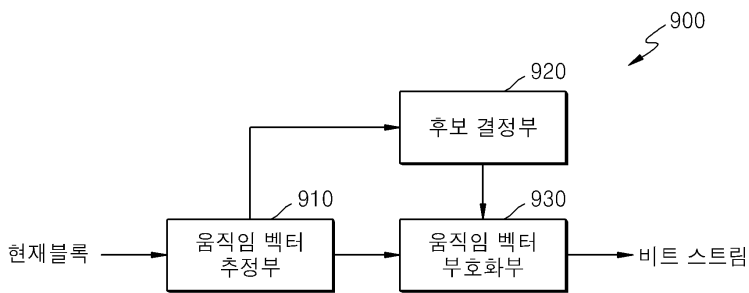 900
920
후보 결정부
910
930
현재블록
움직임 벡터
추정부
움직임 벡터
부호화부
비트 스트림